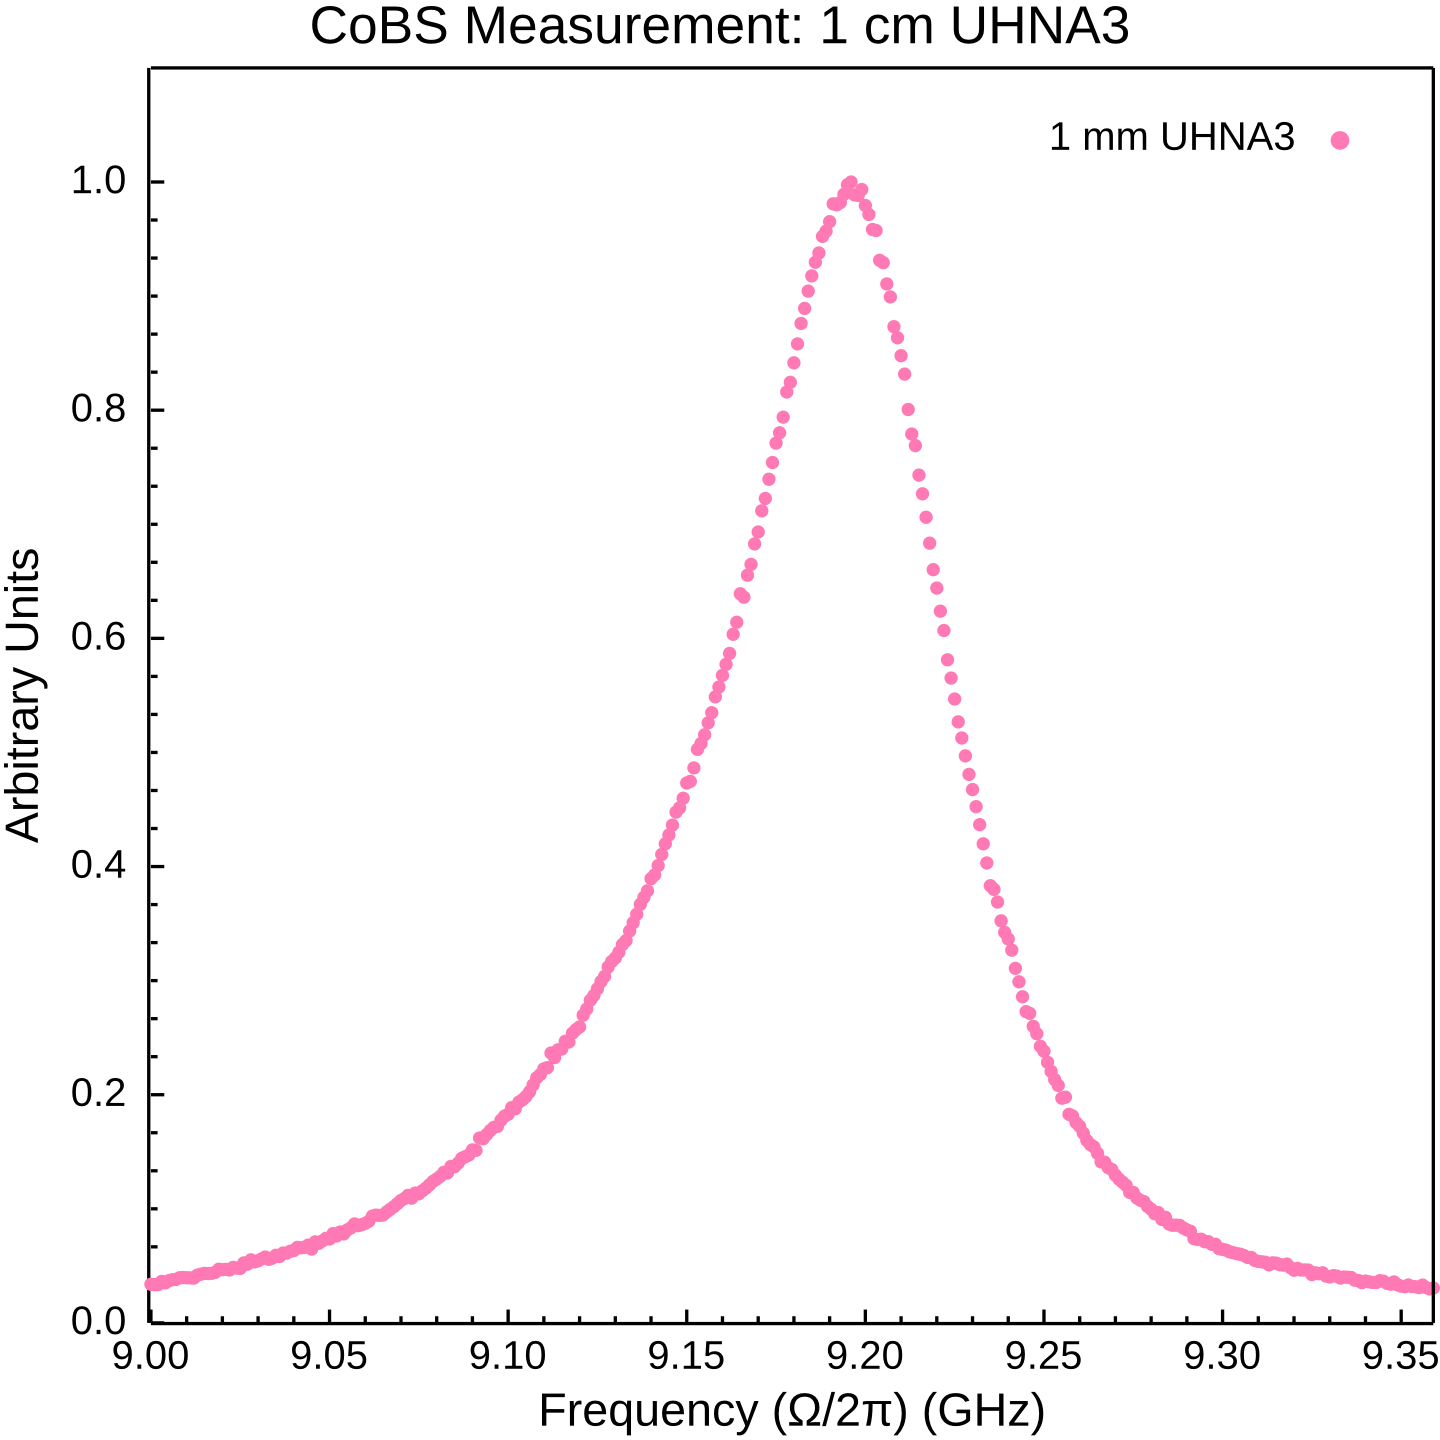 CoBS Measurement: 1 cm UHNA3
1 mm UHNA3
1.0
0.8
0.6
0.4
0.2
0.0
Arbitrary Units
9.00 9.05 9.10 9.15 9.20 9.25 9.30 9.35
Frequency (Ω/2π) (GHz)